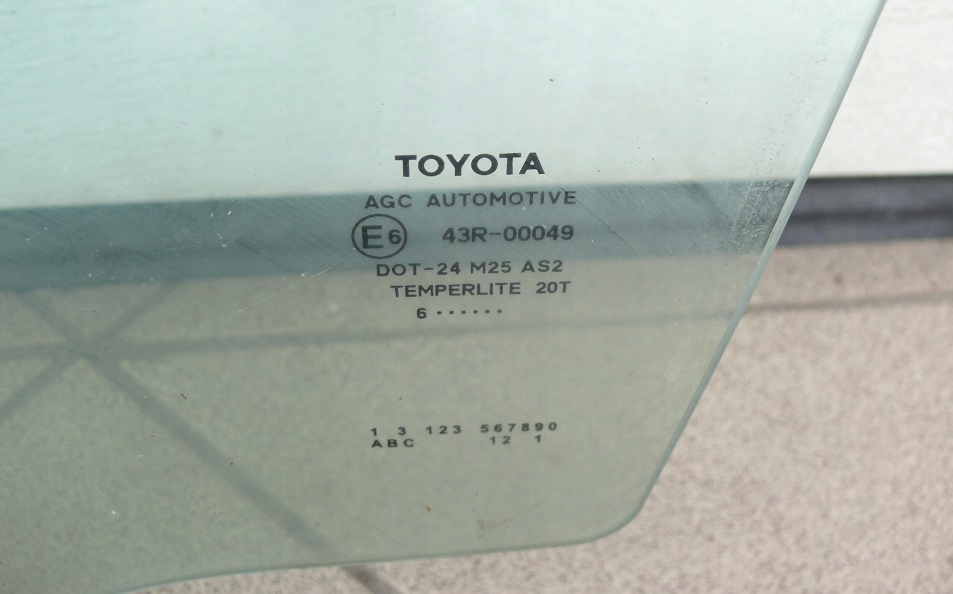 TOYOTA
AGC AUTOMOTIVE
E6 43R-00049
DOT-24 M25 AS2
TEMPERLITE 20T
6 ······
1 3 123 567890
ABC 12 1